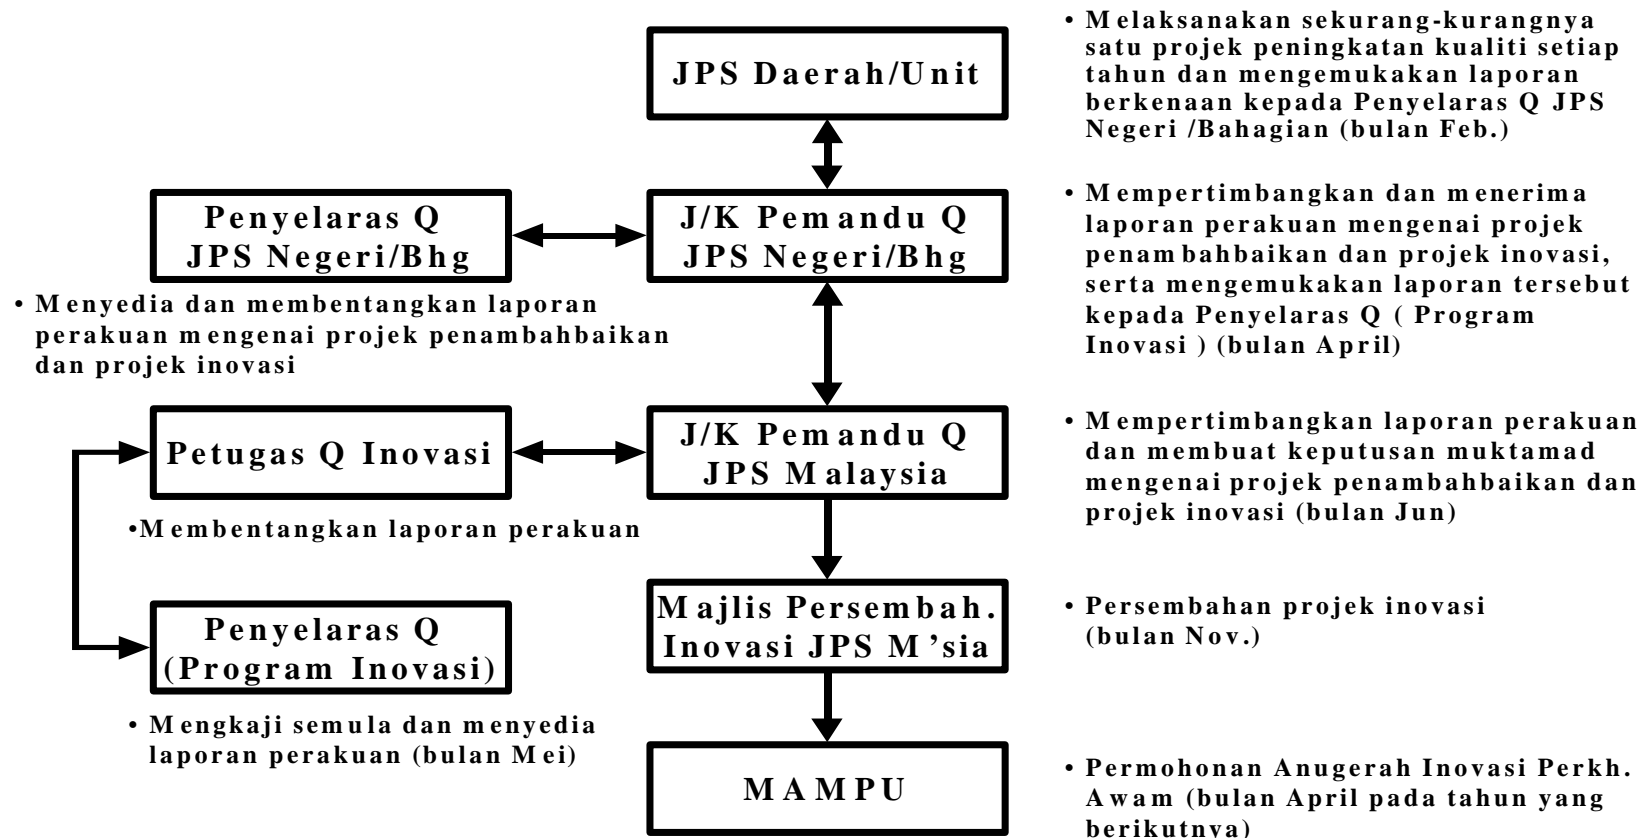 JPS Daerah/Unit
• Melaksanakan sekurang-kurangnya
satu projek peningkatan kualiti setiap
tahun dan mengemukakan laporan
berkenaan kepada Penyelaras Q JPS
Negeri /Bahagian (bulan Feb.)
Penyelaras Q
JPS Negeri/Bhg
• Menyedia dan membentangkan laporan
perakuan mengenai projek penambahbaikan
dan projek inovasi
J/K Pemandu Q
JPS Negeri/Bhg
• Mempertimbangkan dan menerima
laporan perakuan mengenai projek
penambahbaikan dan projek inovasi,
serta mengemukakan laporan tersebut
kepada Penyelaras Q ( Program
Inovasi ) (bulan April)
Petugas Q Inovasi
•Membentangkan laporan perakuan
J/K Pemandu Q
JPS Malaysia
• Mempertimbangkan laporan perakuan
dan membuat keputusan muktamad
mengenai projek penambahbaikan dan
projek inovasi (bulan Jun)
Penyelaras Q
(Program Inovasi)
• Mengkaji semula dan menyedia
laporan perakuan (bulan Mei)
Majlis Persembah.
Inovasi JPS M'sia
• Persembahan projek inovasi
(bulan Nov.)
MAMPU
• Permohonan Anugerah Inovasi Perkh.
Awam (bulan April pada tahun yang
berikutnya)